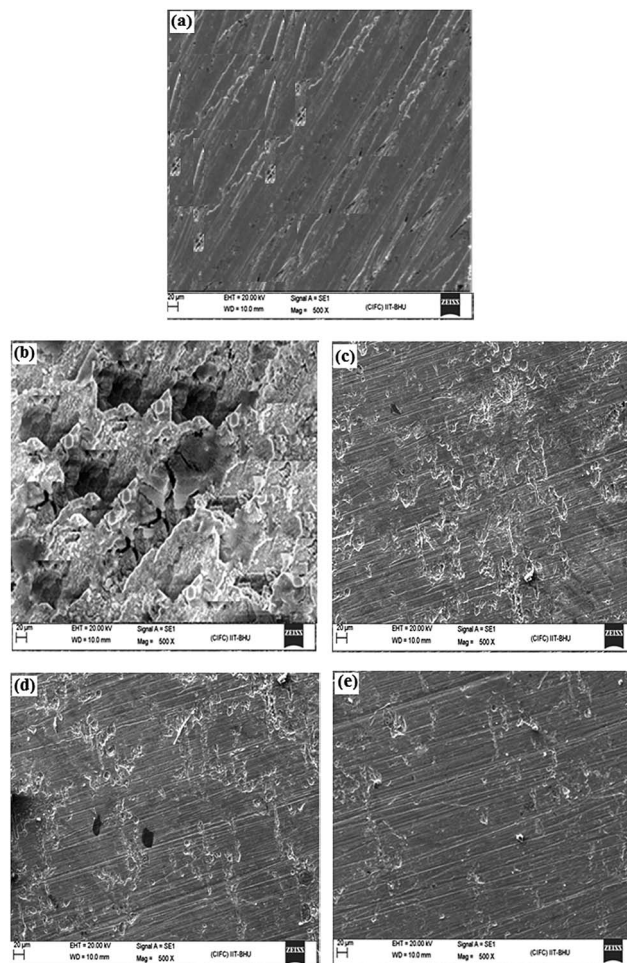 (a)
20 µm EHT = 20.00 kV Signal A = SE1 ZEISS
WD = 10.0 mm Mag = 500 X (CIFC) IIT-BHU
(b)
20 µm EHT = 20.00 kV Signal A = SE1 (CIFC) IIT-BHU ZEISS
WD = 10.0 mm Mag = 500 X
(c)
20 µm EHT = 20.00 kV Signal A = SE1 (CIFC) IIT-BHU ZEISS
WD = 10.0 mm Mag = 500 X
(d)
20 µm EHT = 20.00 kV Signal A = SE1 (CIFC) IIT-BHU ZEISS
WD = 10.0 mm Mag = 500 X
(e)
20 µm EHT = 20.00 kV Signal A = SE1 (CIFC) IIT-BHU ZEISS
WD = 10.0 mm Mag = 500 X